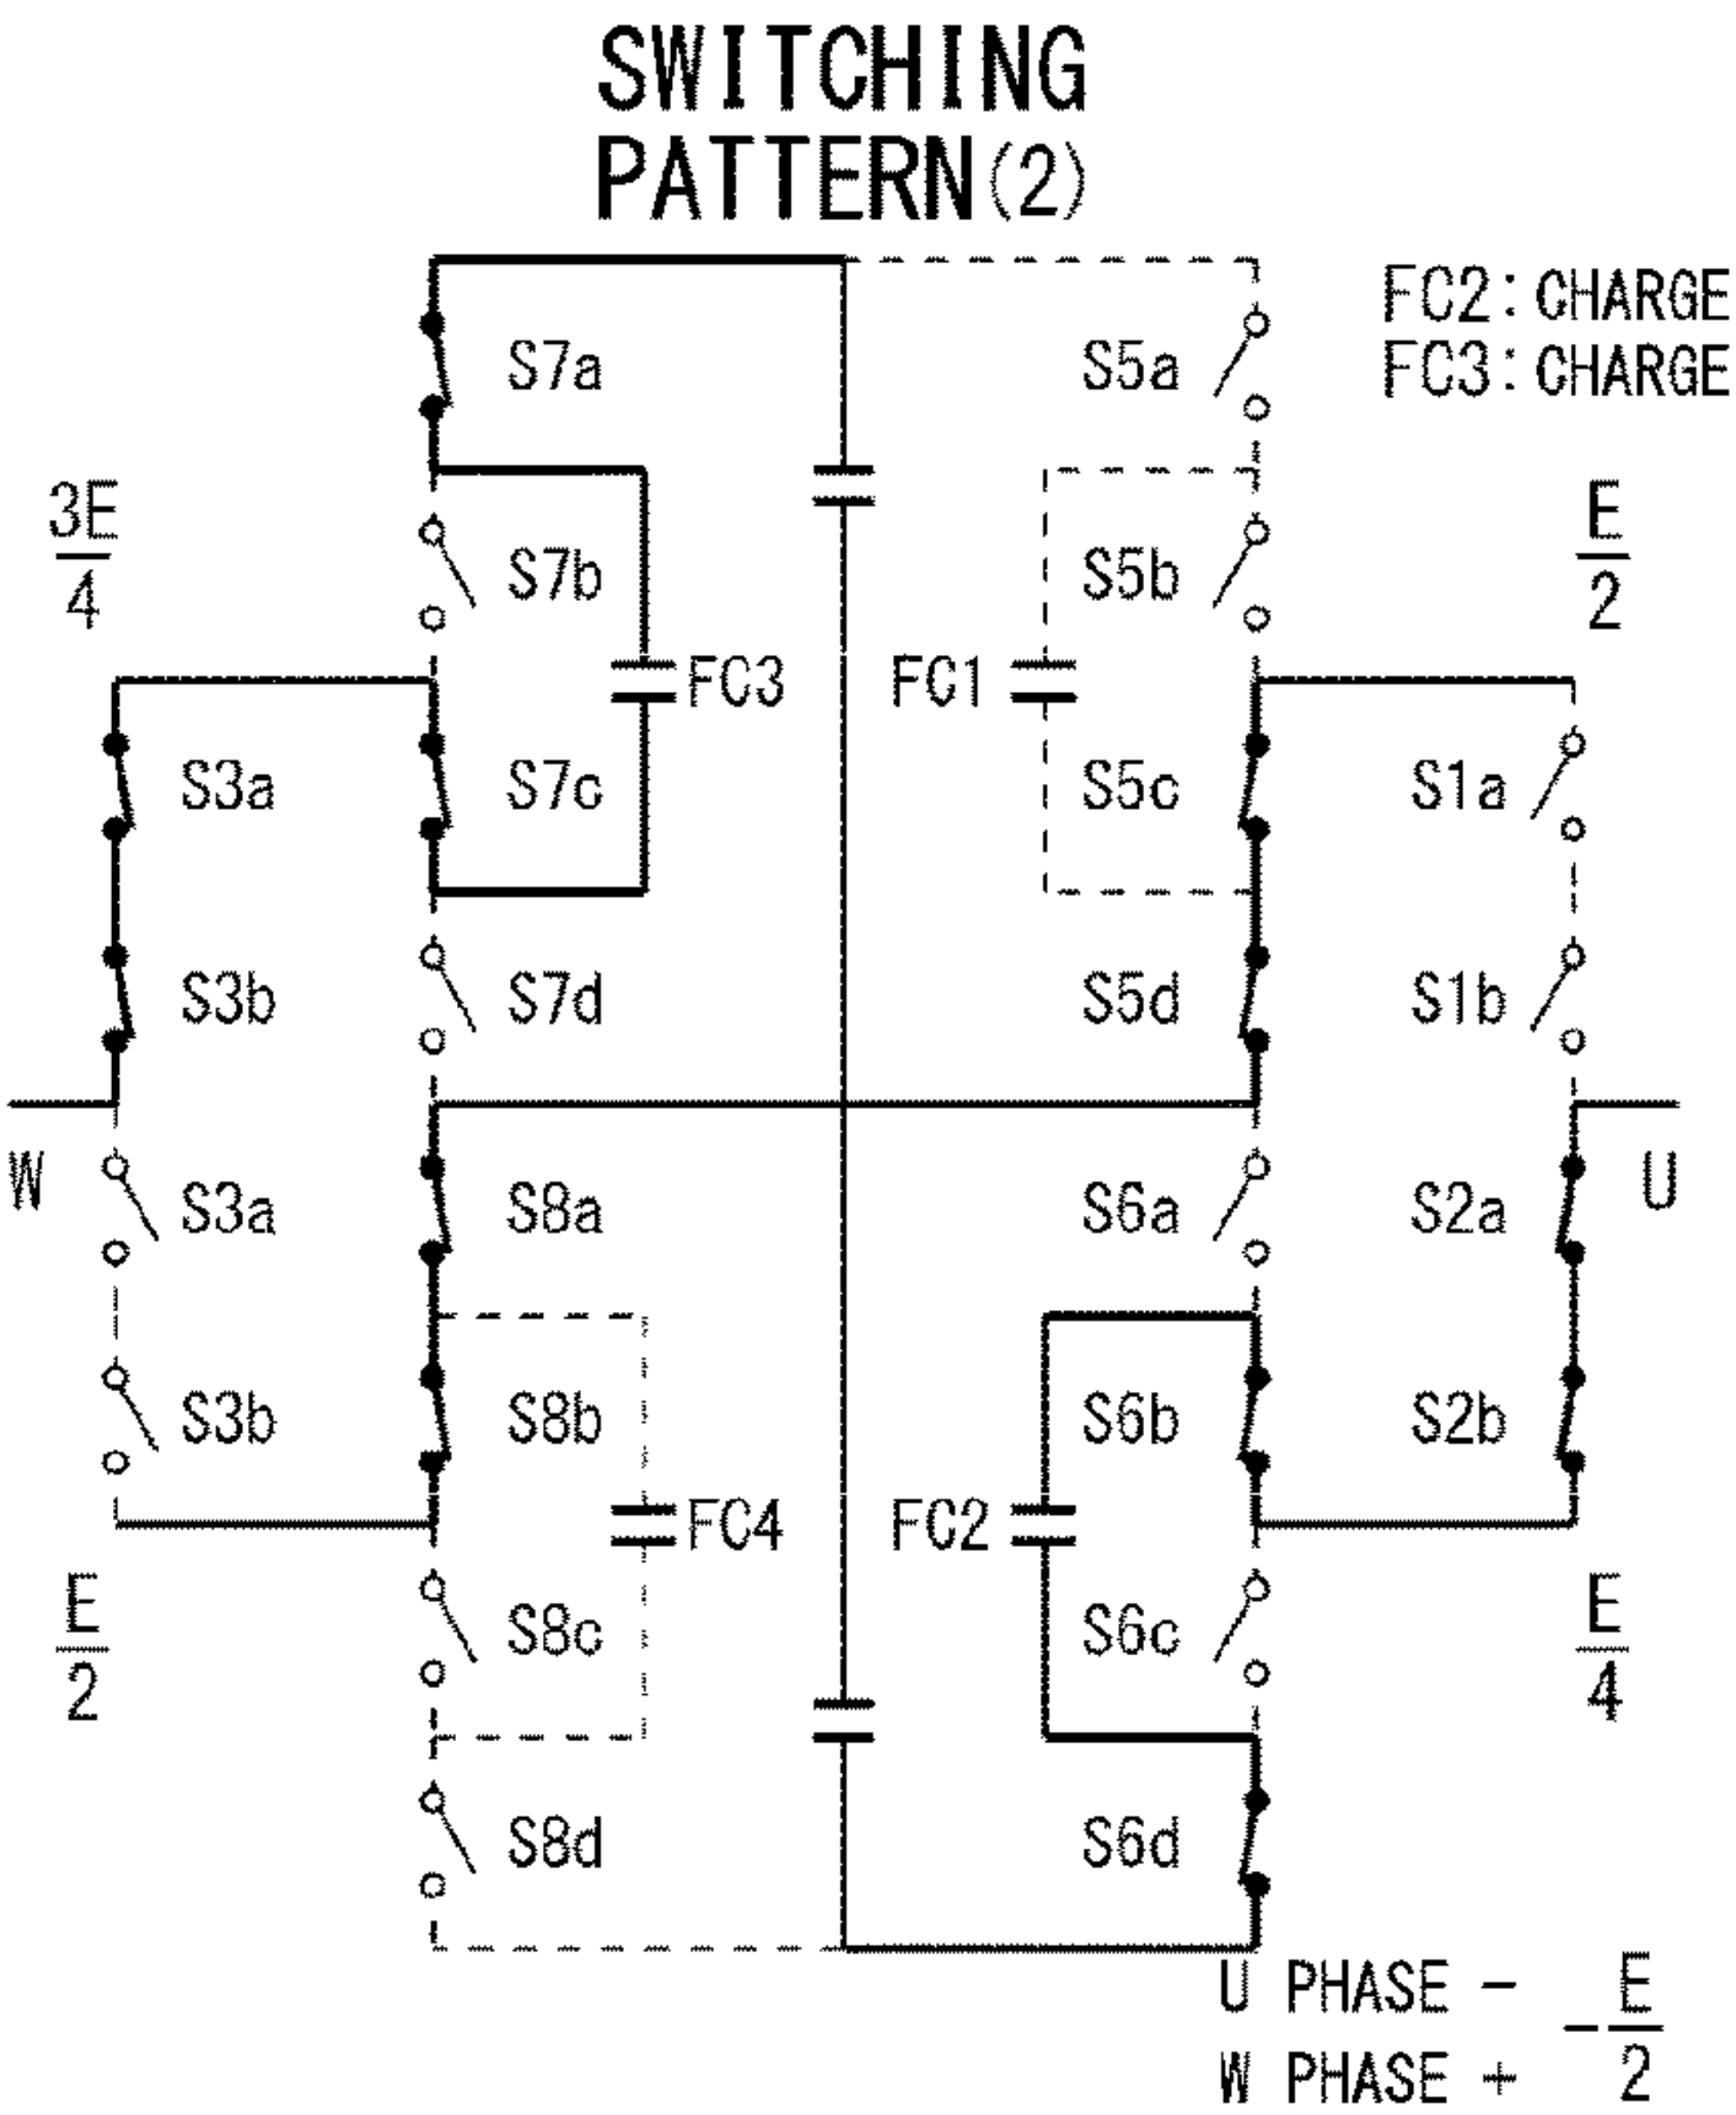 SWITCHING
PATTERN(2)
FC2:CHARGE
FC3:CHARGE
S7a
S5a
3E
4
E
2
S7b
S5b
FC3
FC1
S3a
S7c
S5c
S1a
S3b
S7d
S5d
S1b
W
S3a
S8a
S6a
S2a
U
S3b
S8b
S6b
S2b
FC4
FC2
E
2
S8c
S6c
E
4
S8d
S6d
U PHASE -
W PHASE +
- E
2